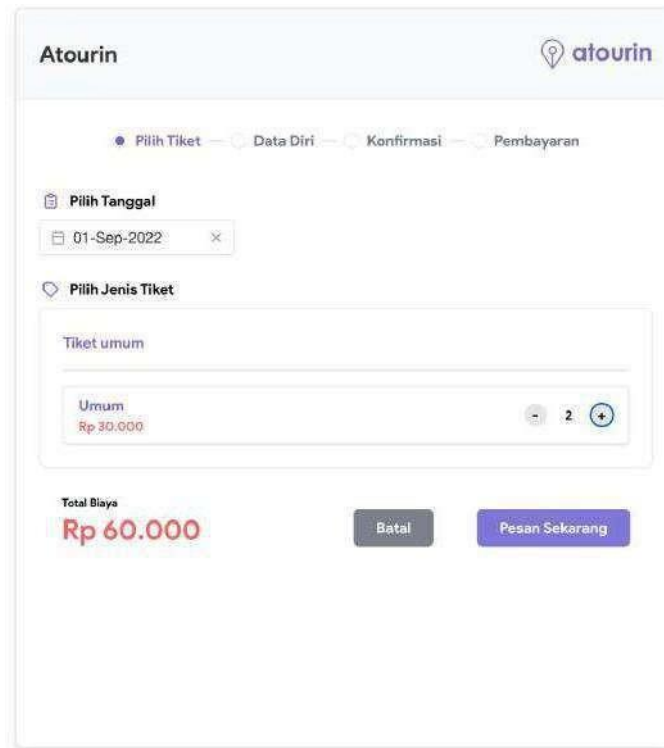 Atourin
atourin
Pilih Tiket
Data Diri
Konfirmasi
Pembayaran
Pilih Tanggal
01-Sep-2022
Pilih Jenis Tiket
Tiket umum
Umum
Rp 30.000
- 2 +
Total Biaya
Rp 60.000
Batal
Pesan Sekarang